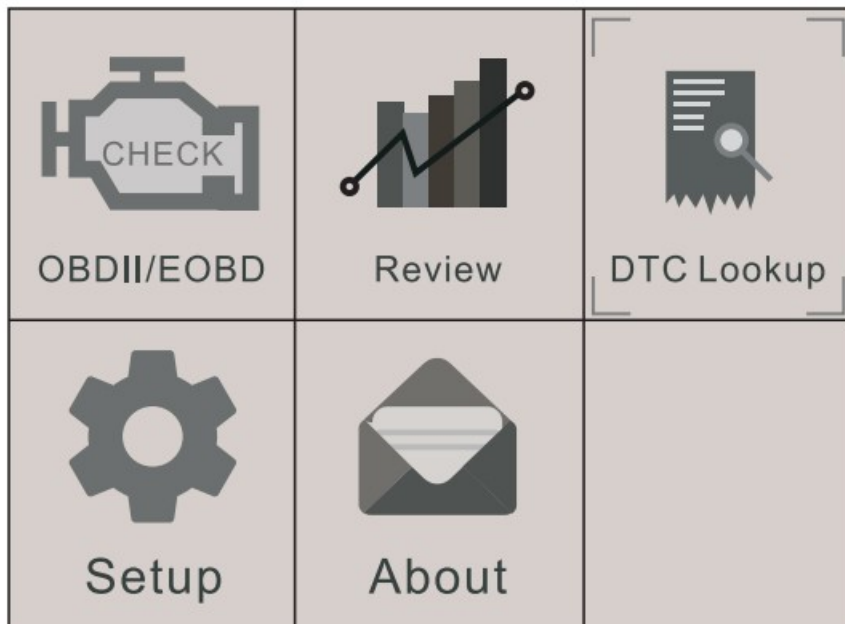 CHECK
OBDII/EOBD
Review
DTC Lookup
Setup
About